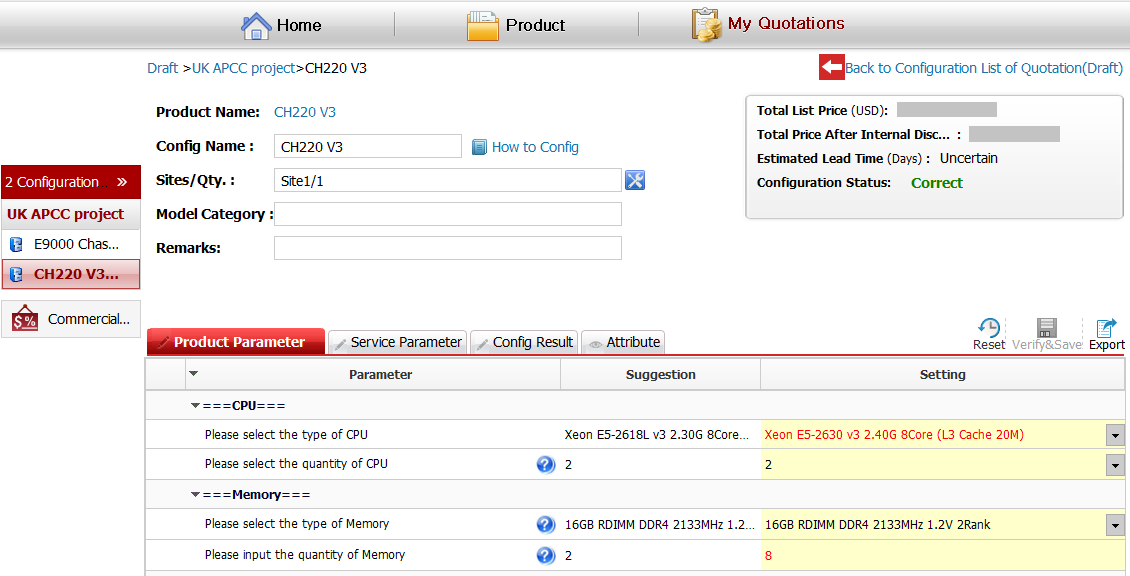 Home Product My Quotations
Draft >UK APCC project>CH220 V3
Back to Configuration List of Quotation(Draft)
Product Name: CH220 V3
Config Name : CH220 V3 How to Config
Sites/Qty. : Site1/1
Model Category :
Remarks:
Total List Price (USD):
Total Price After Internal Disc... :
Estimated Lead Time (Days) : Uncertain
Configuration Status: Correct
2 Configuration... »
UK APCC project
E9000 Chas...
CH220 V3...
$% Commercial...
Product Parameter Service Parameter Config Result Attribute
Reset Verify&Save Export
Parameter Suggestion Setting
===CPU===
Please select the type of CPU Xeon E5-2618L v3 2.30G 8Core... Xeon E5-2630 v3 2.40G 8Core (L3 Cache 20M)
Please select the quantity of CPU ? 2 2
===Memory===
Please select the type of Memory ? 16GB RDIMM DDR4 2133MHz 1.2... 16GB RDIMM DDR4 2133MHz 1.2V 2Rank
Please input the quantity of Memory ? 2 8